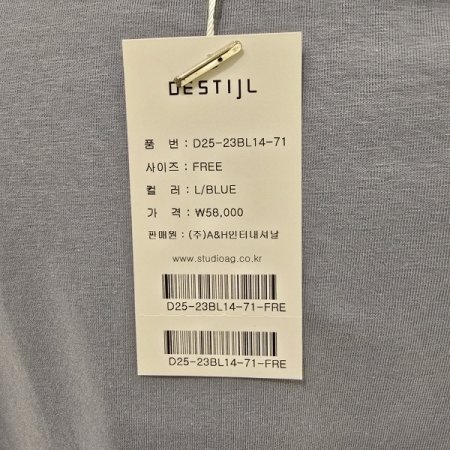 DESTIJL
품 번 : D25-23BL14-71
사이즈 : FREE
컬 러 : L/BLUE
가 격 : ₩58,000
판매원 : (주)A&H인터내셔날
www.studioag.co.kr
D25-23BL14-71-FRE
D25-23BL14-71-FRE